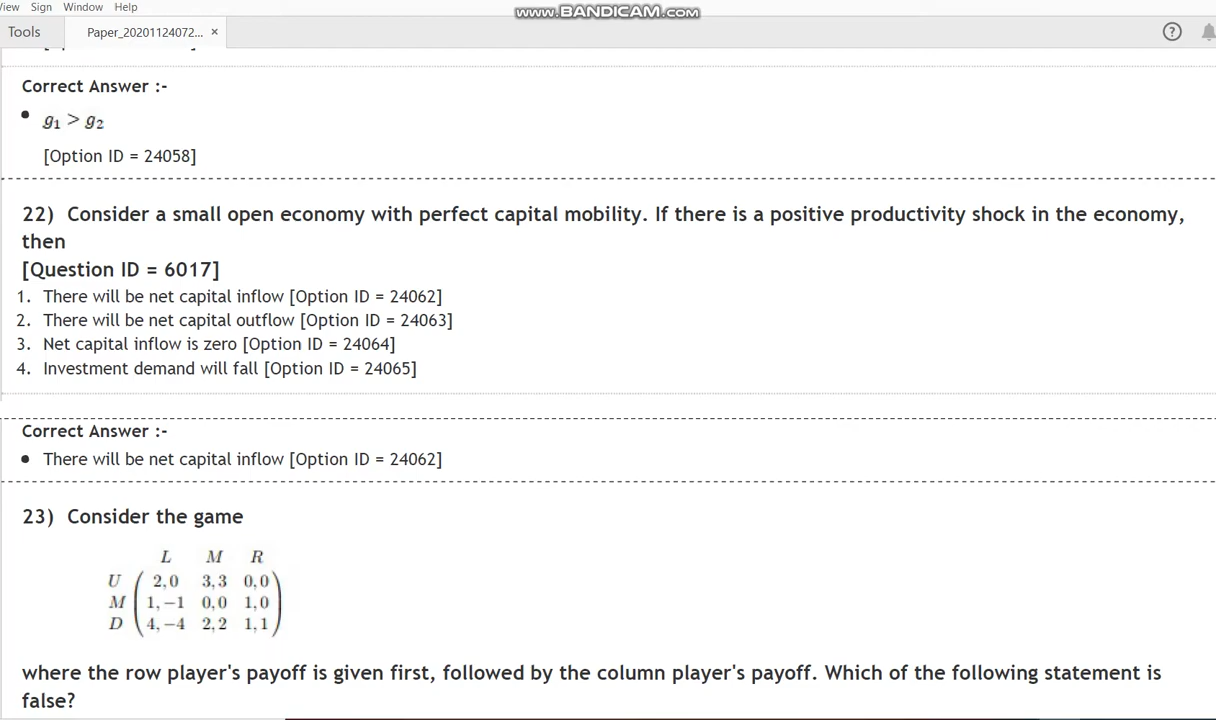 View Sign Window Help
www.BANDICAM.com
Tools Paper_20201124072... ×
Correct Answer :-
• g1 > g2
[Option ID = 24058]
22) Consider a small open economy with perfect capital mobility. If there is a positive productivity shock in the economy,
then
[Question ID = 6017]
1. There will be net capital inflow [Option ID = 24062]
2. There will be net capital outflow [Option ID = 24063]
3. Net capital inflow is zero [Option ID = 24064]
4. Investment demand will fall [Option ID = 24065]
Correct Answer :-
• There will be net capital inflow [Option ID = 24062]
23) Consider the game
L M R
U 2,0 3,3 0,0
M 1,−1 0,0 1,0
D 4,−4 2,2 1,1
where the row player's payoff is given first, followed by the column player's payoff. Which of the following statement is
false?